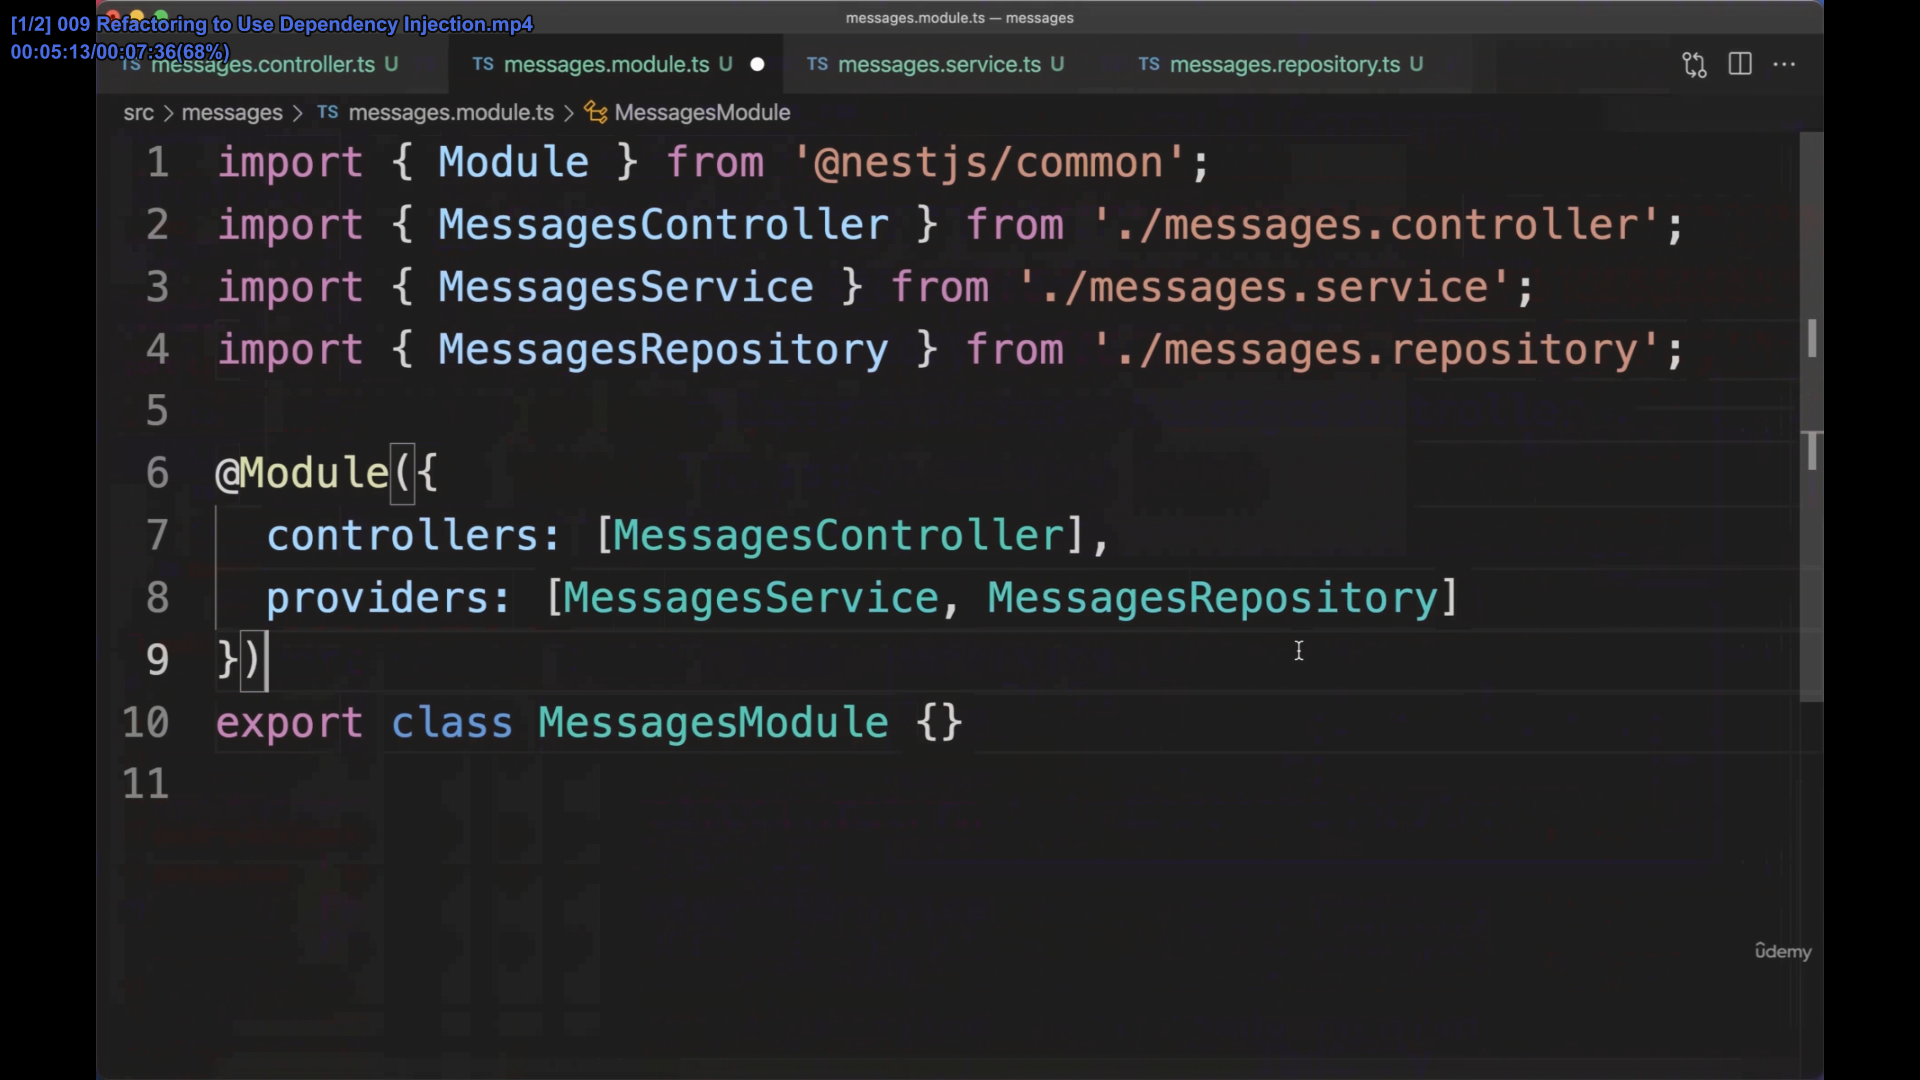 [1/2] 009 Refactoring to Use Dependency Injection.mp4
messages.module.ts — messages
00:05:13/00:07:36(68%)
TS messages.controller.ts U
TS messages.module.ts U
TS messages.service.ts U
TS messages.repository.ts U
src > messages > TS messages.module.ts > MessagesModule
1 import { Module } from '@nestjs/common';
2 import { MessagesController } from './messages.controller';
3 import { MessagesService } from './messages.service';
4 import { MessagesRepository } from './messages.repository';
5
6 @Module({
7 controllers: [MessagesController],
8 providers: [MessagesService, MessagesRepository]
9 })
10 export class MessagesModule {}
11
ûdemy